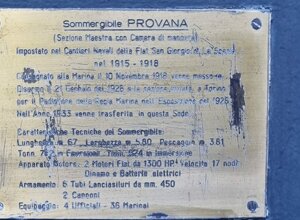 Sommergibile PROVANA
(Sezione Maestra con Camera di manovra)
Impostato nei Cantieri Navali della Fiat San Giorgio di La Spezia
nel 1915 - 1918
Consegnato alla Marina il 10 Novembre 1918 venne messo in
Disarmo il 21 Gennaio del 1928 e la sezione inviata a Torino
per il Padiglione della Regia Marina nell'Esposizione del 1928
Nell'Anno 1933 venne trasferita in questa Sede
Caratteristiche Tecniche del Sommergibile:
Lunghezza m. 67 Larghezza m. 5.80 Pescaggio m. 3.81
Tonn. in Emersione Tonn. 924 in Immersione
Apparato Motore: 2 Motori Fiat da 1300 HP Velocita 17 nodi
Dinamo e Batterie elettrici
Armamento: 6 Tubi Lanciasiluri da mm. 450
2 Cannoni
Equipaggio: 4 Ufficiali - 36 Marinai